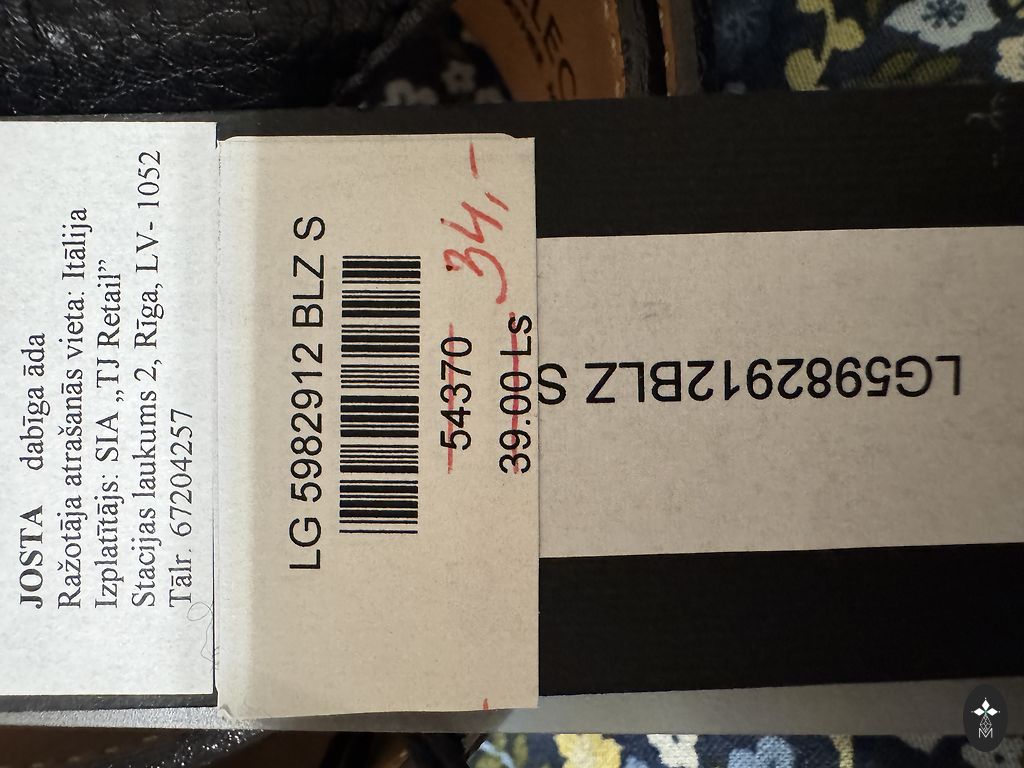 JOSTA dabīga āda
Ražotāja atrašanās vieta: Itālija
Izplatītājs: SIA „TJ Retail”
Stacijas laukums 2, Rīga, LV- 1052
Tālr. 67204257
LG 5982912 BLZ S
54370
39.00 Ls
34,-
LG5982912BLZ S